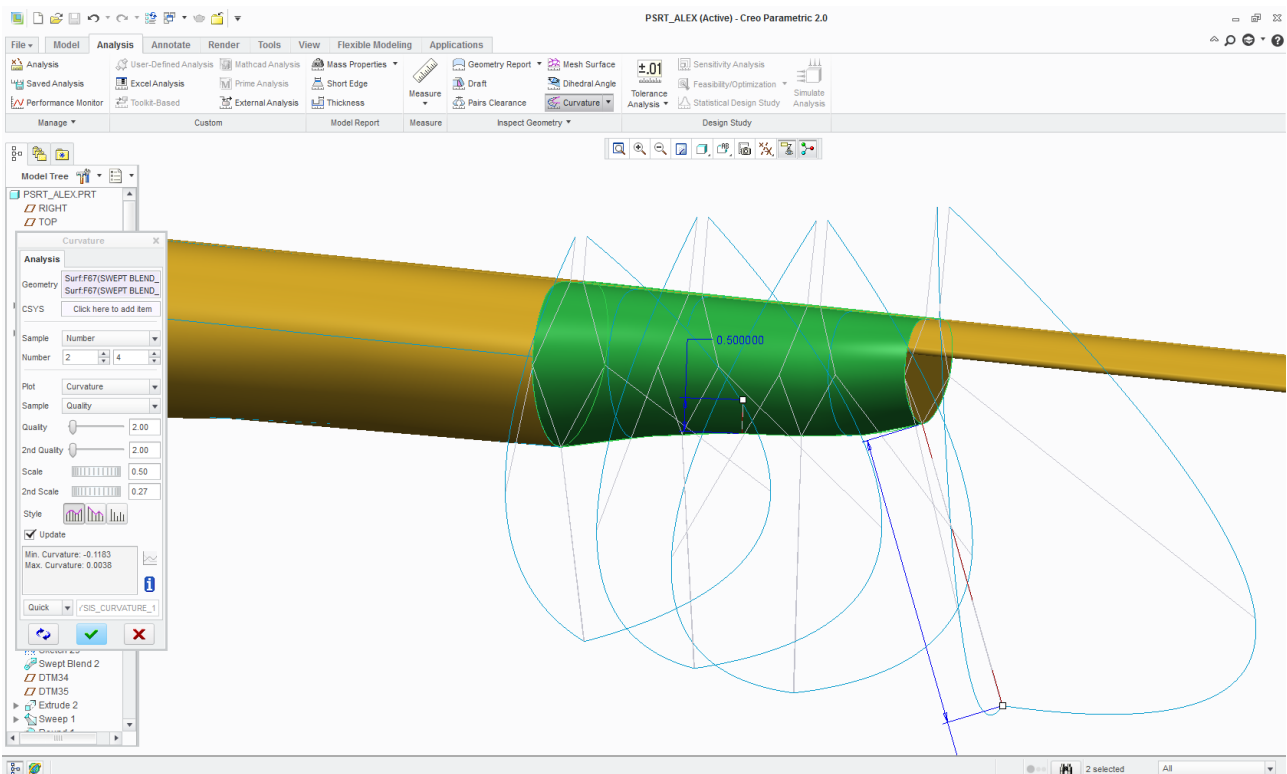 PSRT_ALEX (Active) - Creo Parametric 2.0
File Model Analysis Annotate Render Tools View Flexible Modeling Applications
Analysis User-Defined Analysis Mathcad Analysis Mass Properties Geometry Report Mesh Surface Sensitivity Analysis
Saved Analysis Excel Analysis Prime Analysis Short Edge Measure Draft Dihedral Angle Tolerance Analysis Feasibility/Optimization Simulate Analysis
Performance Monitor Toolkit-Based External Analysis Thickness Pairs Clearance Curvature Statistical Design Study
Manage Custom Model Report Measure Inspect Geometry Design Study
Model Tree
PSRT_ALEX.PRT
RIGHT
TOP
Curvature
Analysis
Geometry Surf:F67(SWEPT BLEND_
Surf:F67(SWEPT BLEND_
CSYS Click here to add item
Sample Number
Number 2 4
Plot Curvature
Sample Quality
Quality 2.00
2nd Quality 2.00
Scale 0.50
2nd Scale 0.27
Style
Update
Min. Curvature: -0.1183
Max. Curvature: 0.0038
Quick YSIS_CURVATURE_1
0.500000
Swept Blend 2
DTM34
DTM35
Extrude 2
Sweep 1
2 selected All